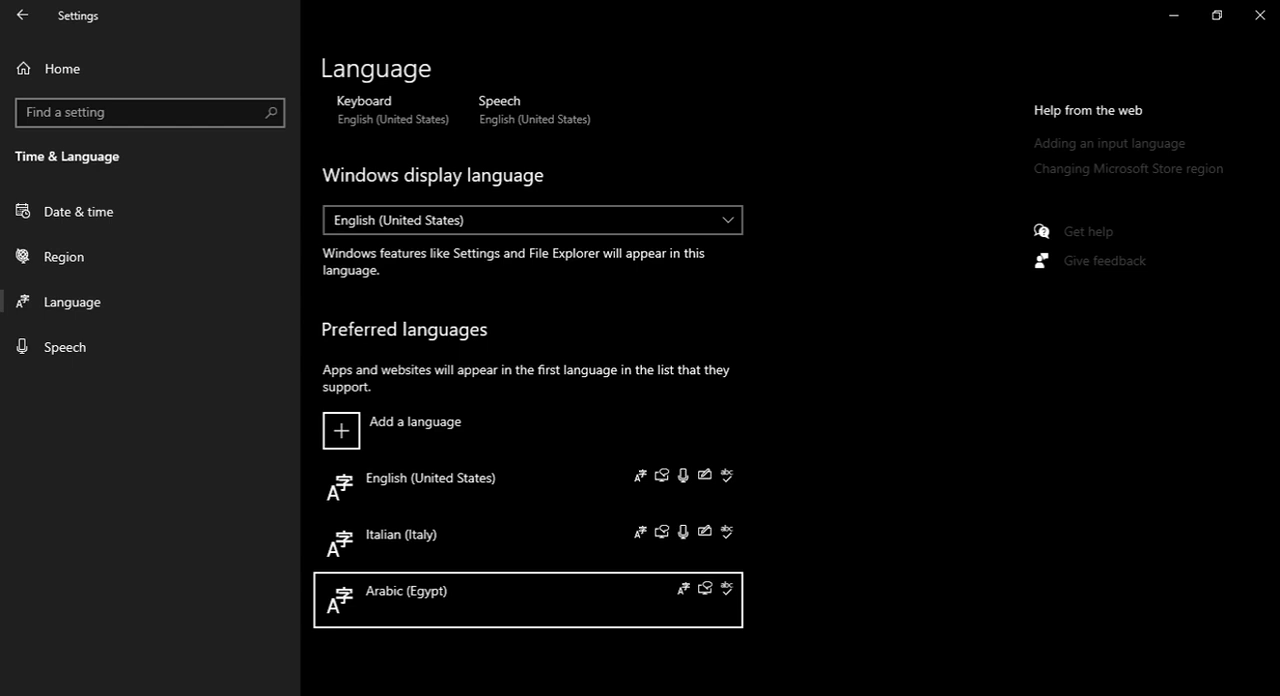 Settings
Home
Find a setting
Time & Language
Date & time
Region
Language
Speech
Language
Keyboard
English (United States)
Speech
English (United States)
Windows display language
English (United States)
Windows features like Settings and File Explorer will appear in this
language.
Preferred languages
Apps and websites will appear in the first language in the list that they
support.
Add a language
English (United States)
Italian (Italy)
Arabic (Egypt)
Help from the web
Adding an input language
Changing Microsoft Store region
Get help
Give feedback